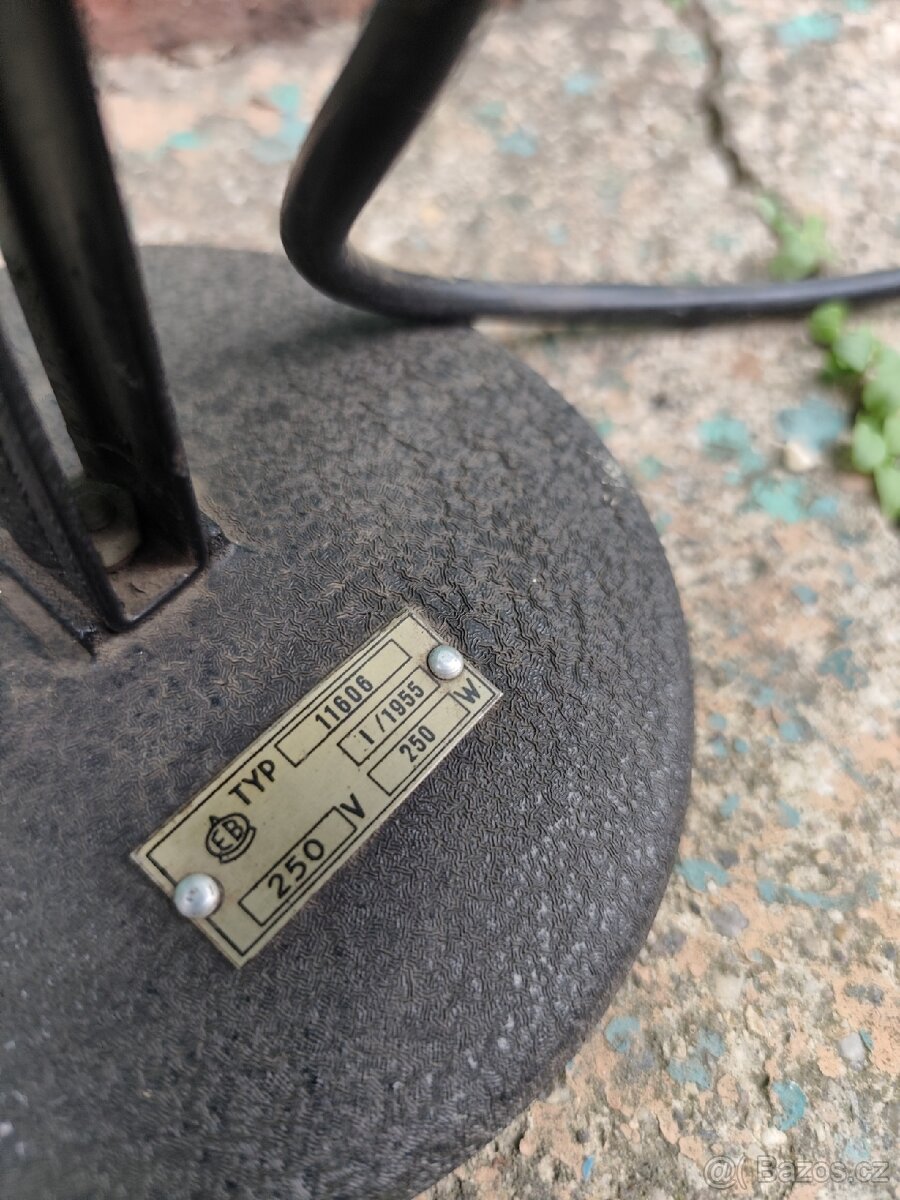 TYP 11606
EB I/1955
250 V 250 W
@( Bazos.cz